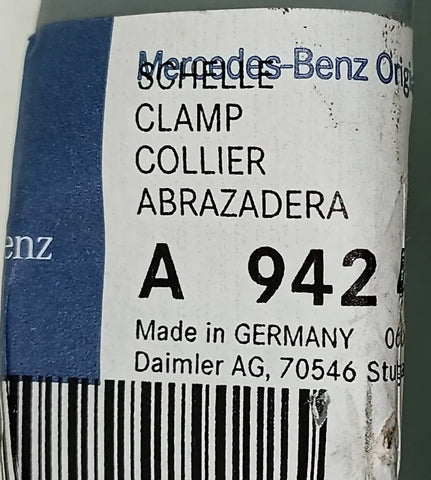 Mercedes-Benz
SCHELLE
CLAMP
COLLIER
ABRAZADERA
enz
A 942
Made in GERMANY
Daimler AG, 70546